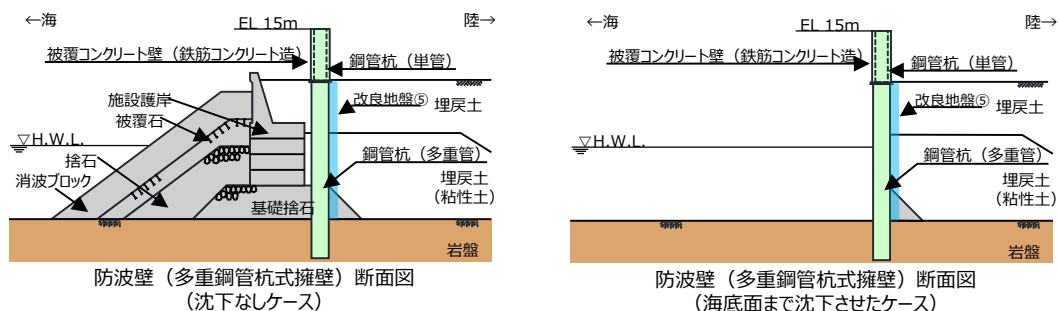 ←海
陸→
EL 15m
被覆コンクリート壁(鉄筋コンクリート造)
鋼管杭(単管)
施設護岸
改良地盤⑤
埋戻土
被覆石
▽H.W.L.
捨石
鋼管杭(多重管)
消波ブロック
埋戻土
(粘性土)
基礎捨石
岩盤
防波壁(多重鋼管杭式擁壁)断面図
(沈下なしケース)
←海
陸→
EL 15m
被覆コンクリート壁(鉄筋コンクリート造)
鋼管杭(単管)
改良地盤⑤
埋戻土
▽H.W.L.
鋼管杭(多重管)
埋戻土
(粘性土)
岩盤
防波壁(多重鋼管杭式擁壁)断面図
(海底面まで沈下させたケース)